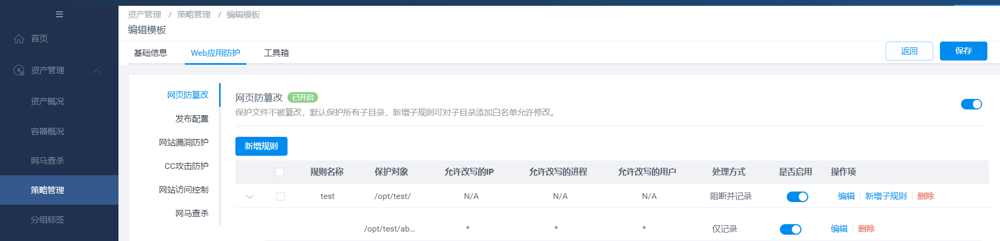 首页
资产管理
资产概况
容器概况
网马查杀
策略管理
分组标签
资产管理 / 策略管理 / 编辑模板
编辑模板
基础信息 Web应用防护 工具箱
返回 保存
网页防篡改
发布配置
网站漏洞防护
CC攻击防护
网站访问控制
网马查杀
网页防篡改 已开启
保护文件不被篡改，默认保护所有子目录，新增子规则可对子目录添加白名单允许修改。
新增规则
规则名称 保护对象 允许改写的IP 允许改写的进程 允许改写的用户 处理方式 是否启用 操作项
test /opt/test/ N/A N/A N/A 阻断并记录 编辑 新增子规则 删除
/opt/test/ab... * * * 仅记录 编辑 删除